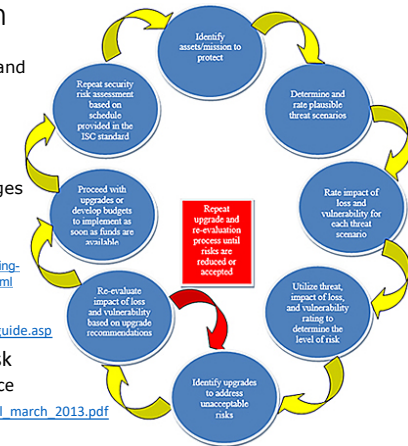 n
and
ges
ing-
ml
guide.asp
sk
ce
l_march_2013.pdf
Identify
assets/mission to
protect
Determine and
rate plausible
threat scenarios
Rate impact of
loss and
vulnerability for
each threat
scenario
Utilize threat,
impact of loss,
and vulnerability
rating to
determine the
level of risk
Identify upgrades
to address
unacceptable
risks
Re-evaluate
impact of loss
and vulnerability
based on upgrade
recommendations
Proceed with
upgrades or
develop budgets
to implement as
soon as funds are
available
Repeat security
risk assessment
based on
schedule
provided in the
ISC standard
Repeat
upgrade and
re-evaluation
process until
risks are
reduced or
accepted